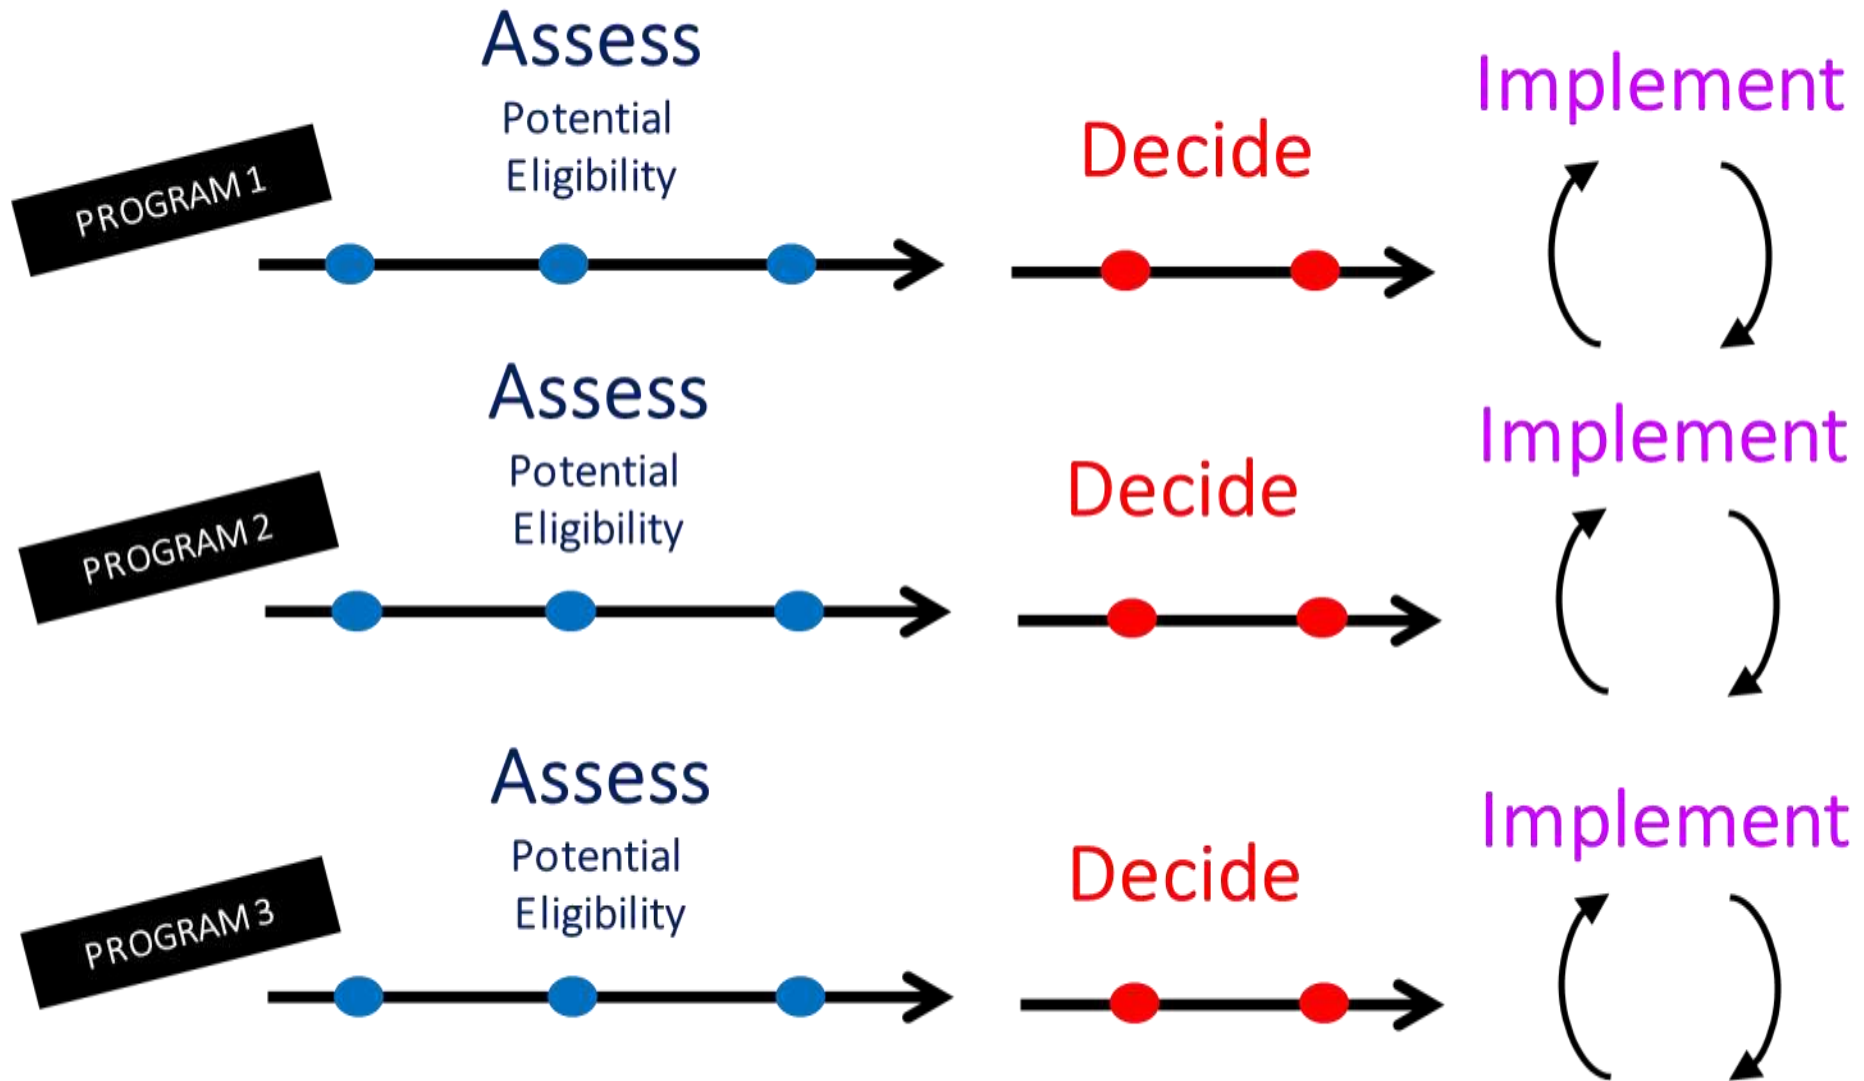 Assess
Potential
Eligibility
Decide
Implement
PROGRAM 1
Assess
Potential
Eligibility
Decide
Implement
PROGRAM 2
Assess
Potential
Eligibility
Decide
Implement
PROGRAM 3